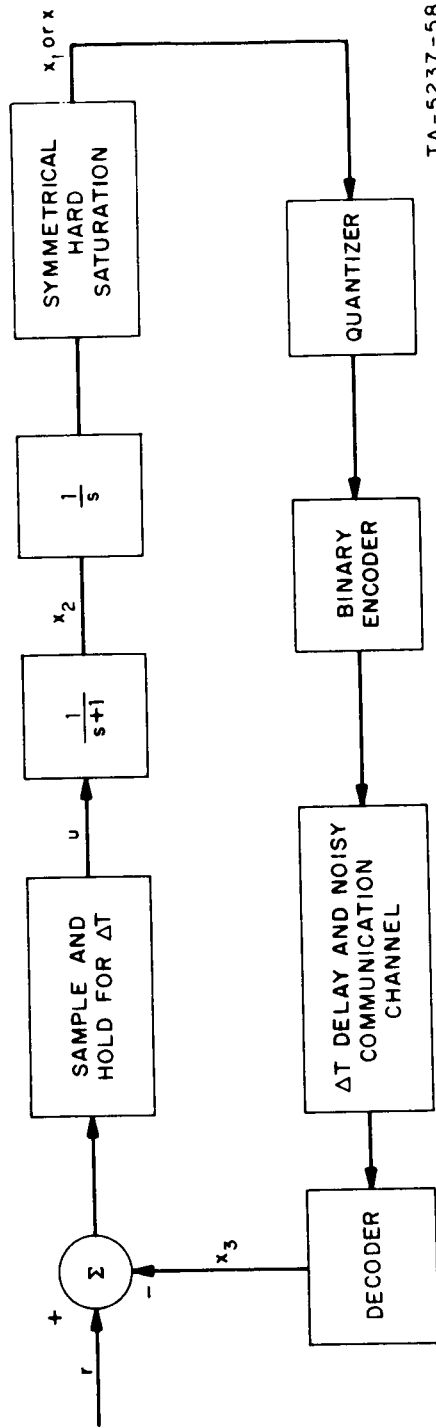 r
+
−
Σ
SAMPLE AND
HOLD FOR ΔT
u
1
s+1
x2
1
s
SYMMETRICAL
HARD
SATURATION
x1 or x
QUANTIZER
BINARY
ENCODER
ΔT DELAY AND NOISY
COMMUNICATION
CHANNEL
DECODER
x3
TA-5237-58